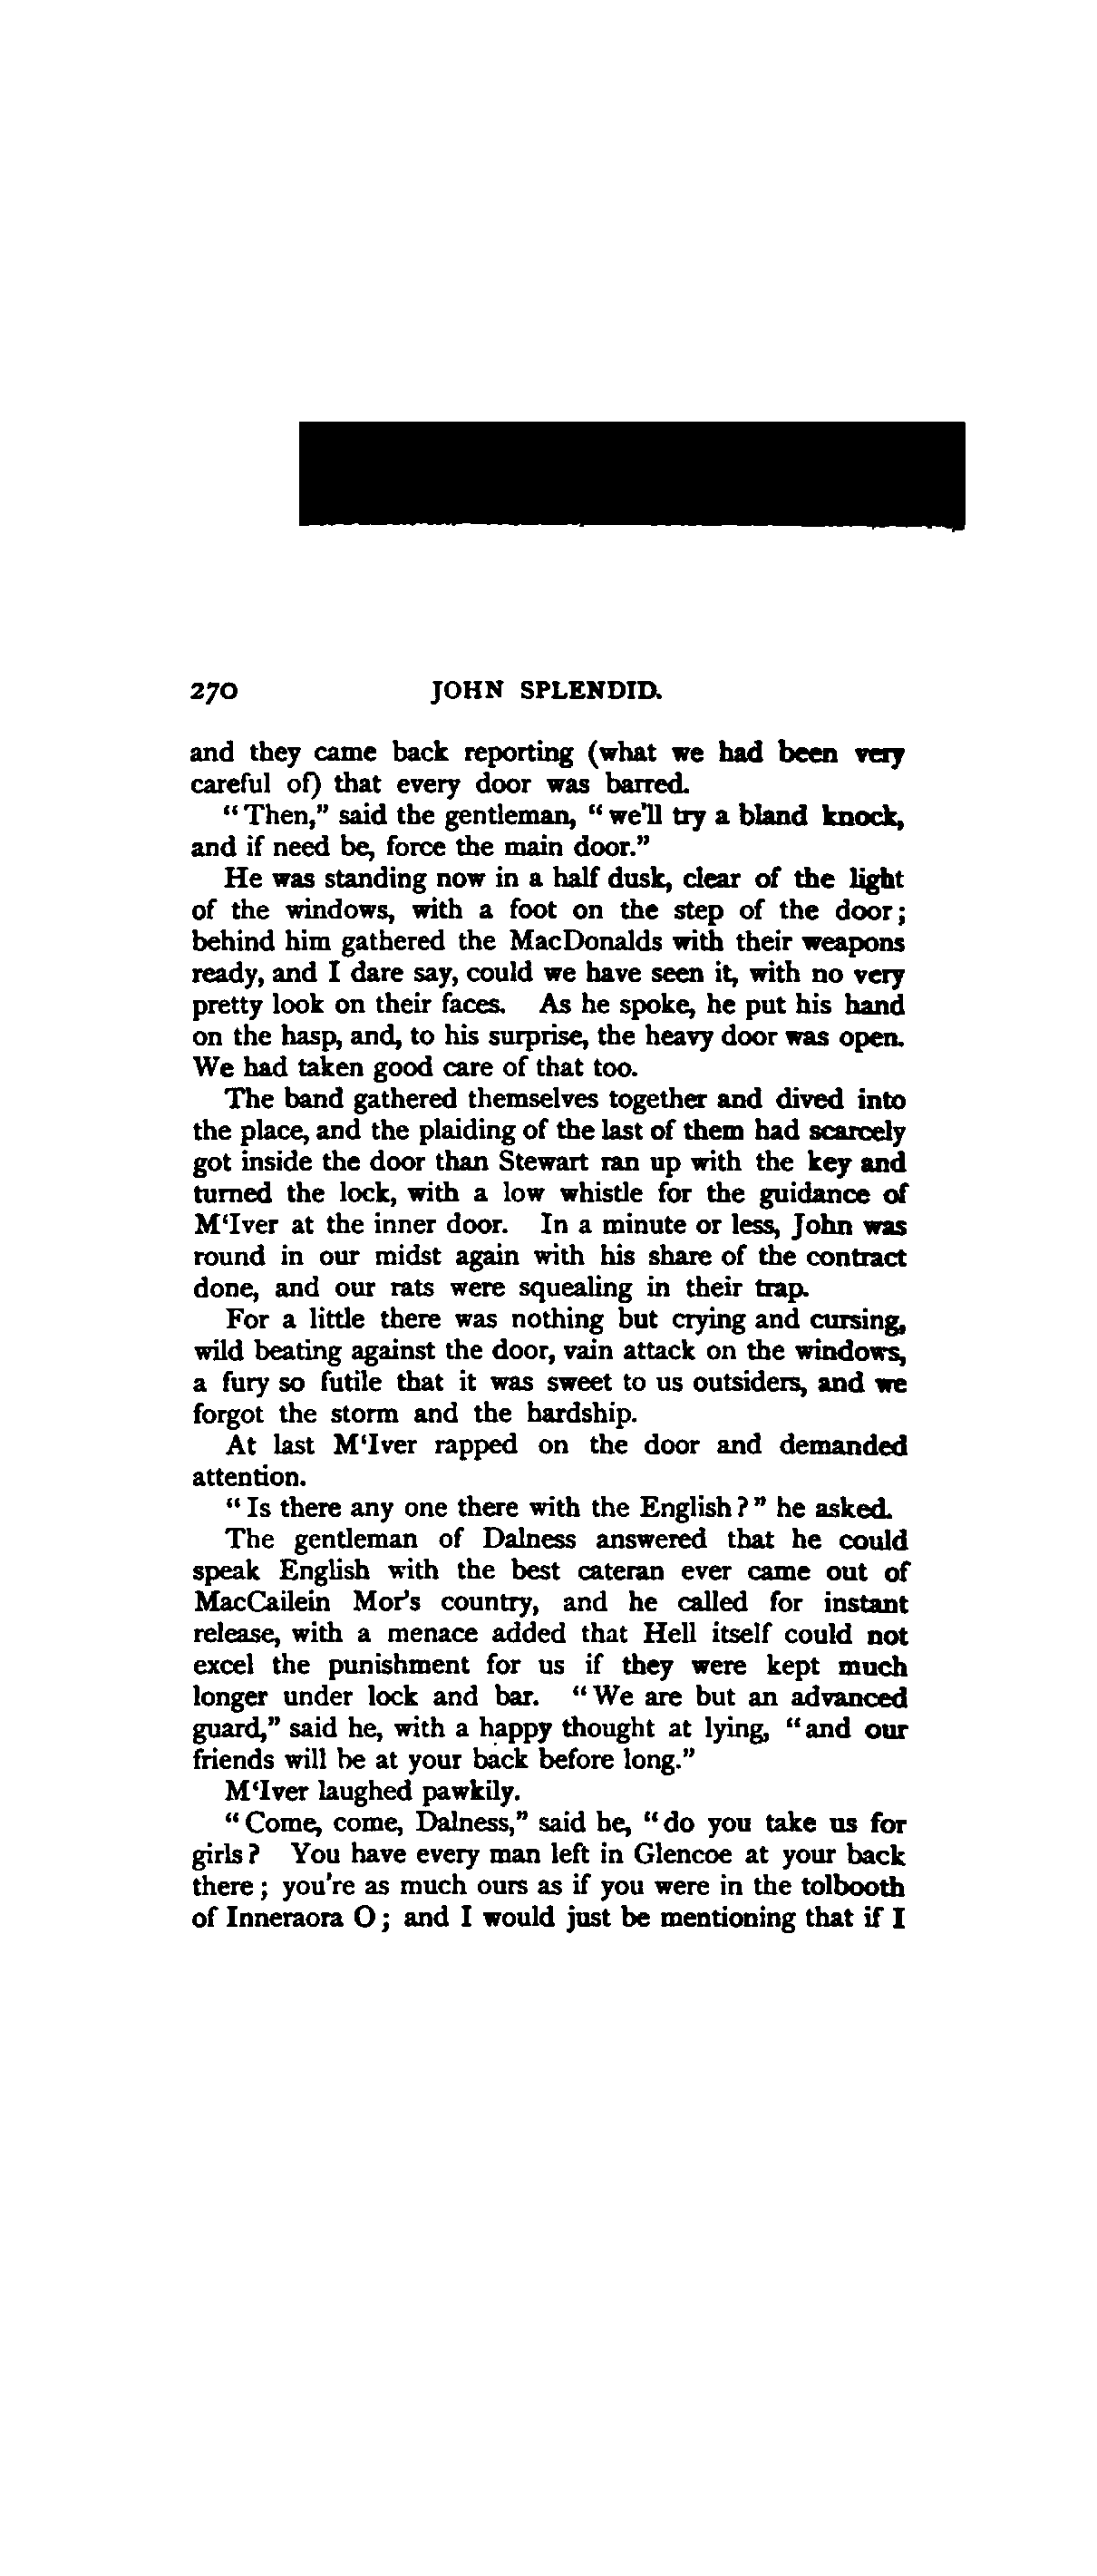 270 JOHN SPLENDID.
and they came back reporting (what we had been very
careful of) that every door was barred.
“Then,” said the gentleman, “we'll try a bland knock,
and if need be, force the main door.”
He was standing now in a half dusk, clear of the light
of the windows, with a foot on the step of the door;
behind him gathered the MacDonalds with their weapons
ready, and I dare say, could we have seen it, with no very
pretty look on their faces. As he spoke, he put his hand
on the hasp, and, to his surprise, the heavy door was open.
We had taken good care of that too.
The band gathered themselves together and dived into
the place, and the plaiding of the last of them had scarcely
got inside the door than Stewart ran up with the key and
turned the lock, with a low whistle for the guidance of
M‘Iver at the inner door. In a minute or less, John was
round in our midst again with his share of the contract
done, and our rats were squealing in their trap.
For a little there was nothing but crying and cursing,
wild beating against the door, vain attack on the windows,
a fury so futile that it was sweet to us outsiders, and we
forgot the storm and the hardship.
At last M‘Iver rapped on the door and demanded
attention.
“Is there any one there with the English?” he asked.
The gentleman of Dalness answered that he could
speak English with the best cateran ever came out of
MacCailein Mor's country, and he called for instant
release, with a menace added that Hell itself could not
excel the punishment for us if they were kept much
longer under lock and bar. “We are but an advanced
guard,” said he, with a happy thought at lying, “and our
friends will be at your back before long.”
M‘Iver laughed pawkily.
“Come, come, Dalness,” said he, “do you take us for
girls? You have every man left in Glencoe at your back
there; you're as much ours as if you were in the tolbooth
of Inneraora O; and I would just be mentioning that if I